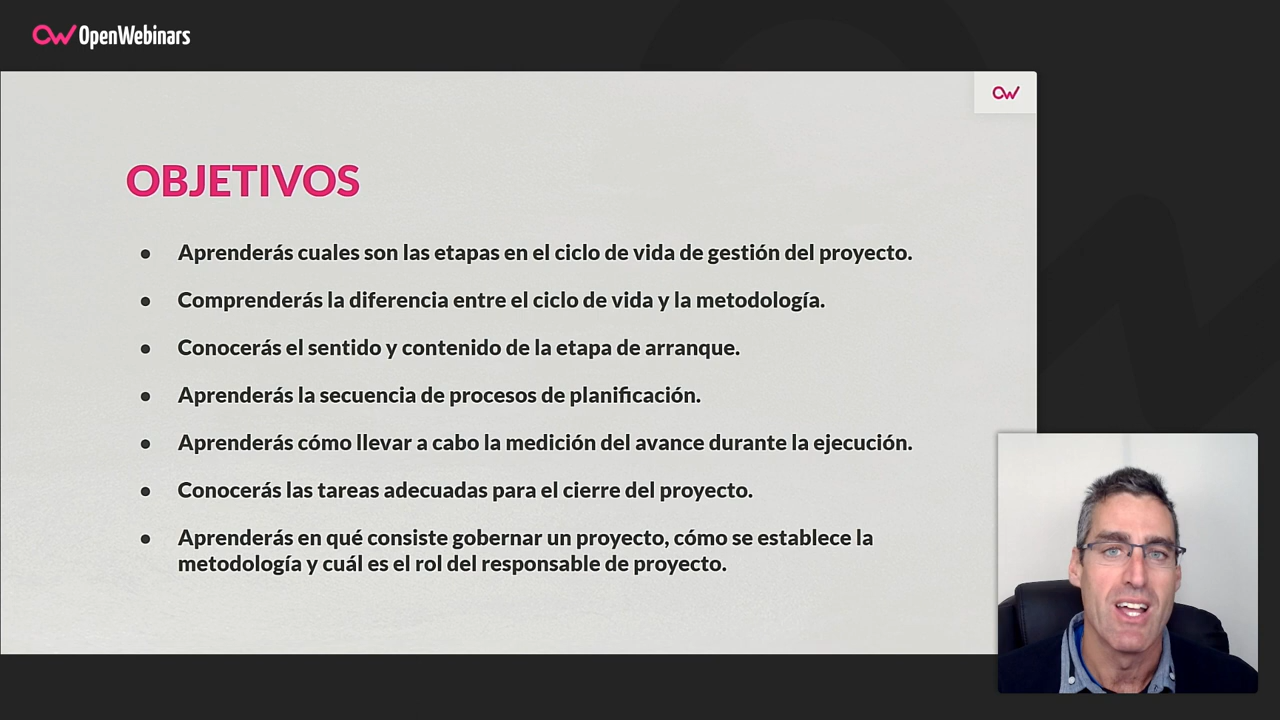 OpenWebinars
OBJETIVOS
● Aprenderás cuales son las etapas en el ciclo de vida de gestión del proyecto.
● Comprenderás la diferencia entre el ciclo de vida y la metodología.
● Conocerás el sentido y contenido de la etapa de arranque.
● Aprenderás la secuencia de procesos de planificación.
● Aprenderás cómo llevar a cabo la medición del avance durante la ejecución.
● Conocerás las tareas adecuadas para el cierre del proyecto.
● Aprenderás en qué consiste gobernar un proyecto, cómo se establece la
metodología y cuál es el rol del responsable de proyecto.